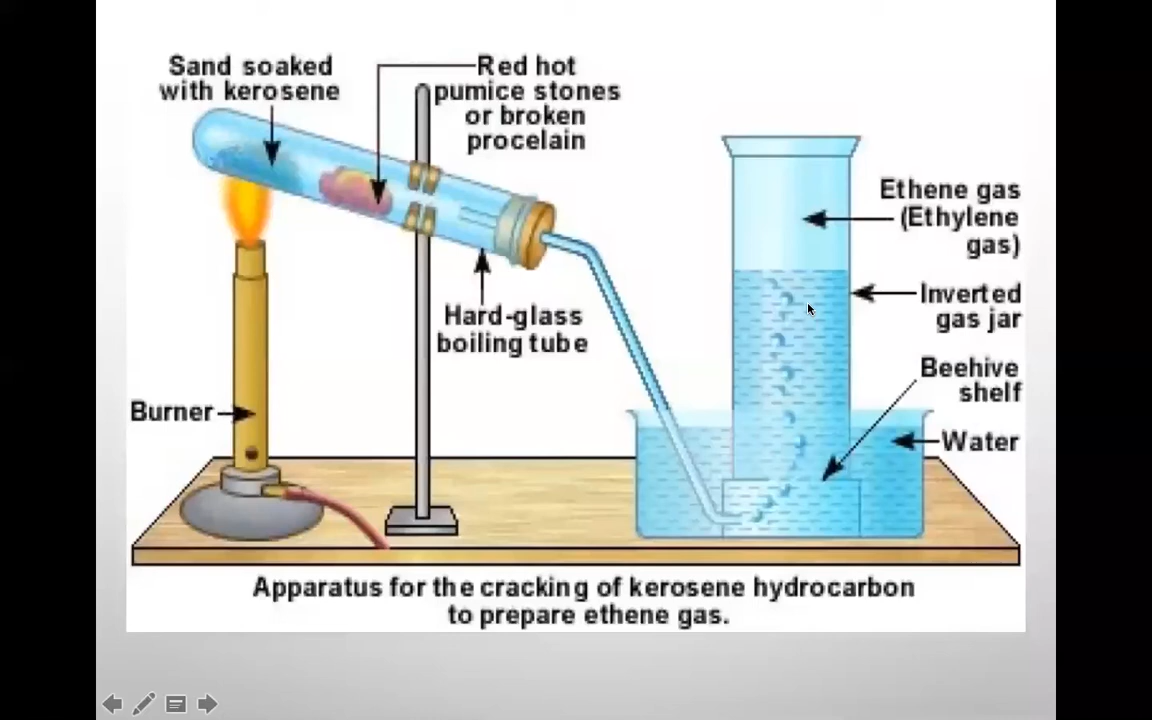 Sand soaked
with kerosene
Red hot
pumice stones
or broken
procelain
Ethene gas
(Ethylene
gas)
Inverted
gas jar
Hard-glass
boiling tube
Beehive
shelf
Burner
Water
Apparatus for the cracking of kerosene hydrocarbon
to prepare ethene gas.